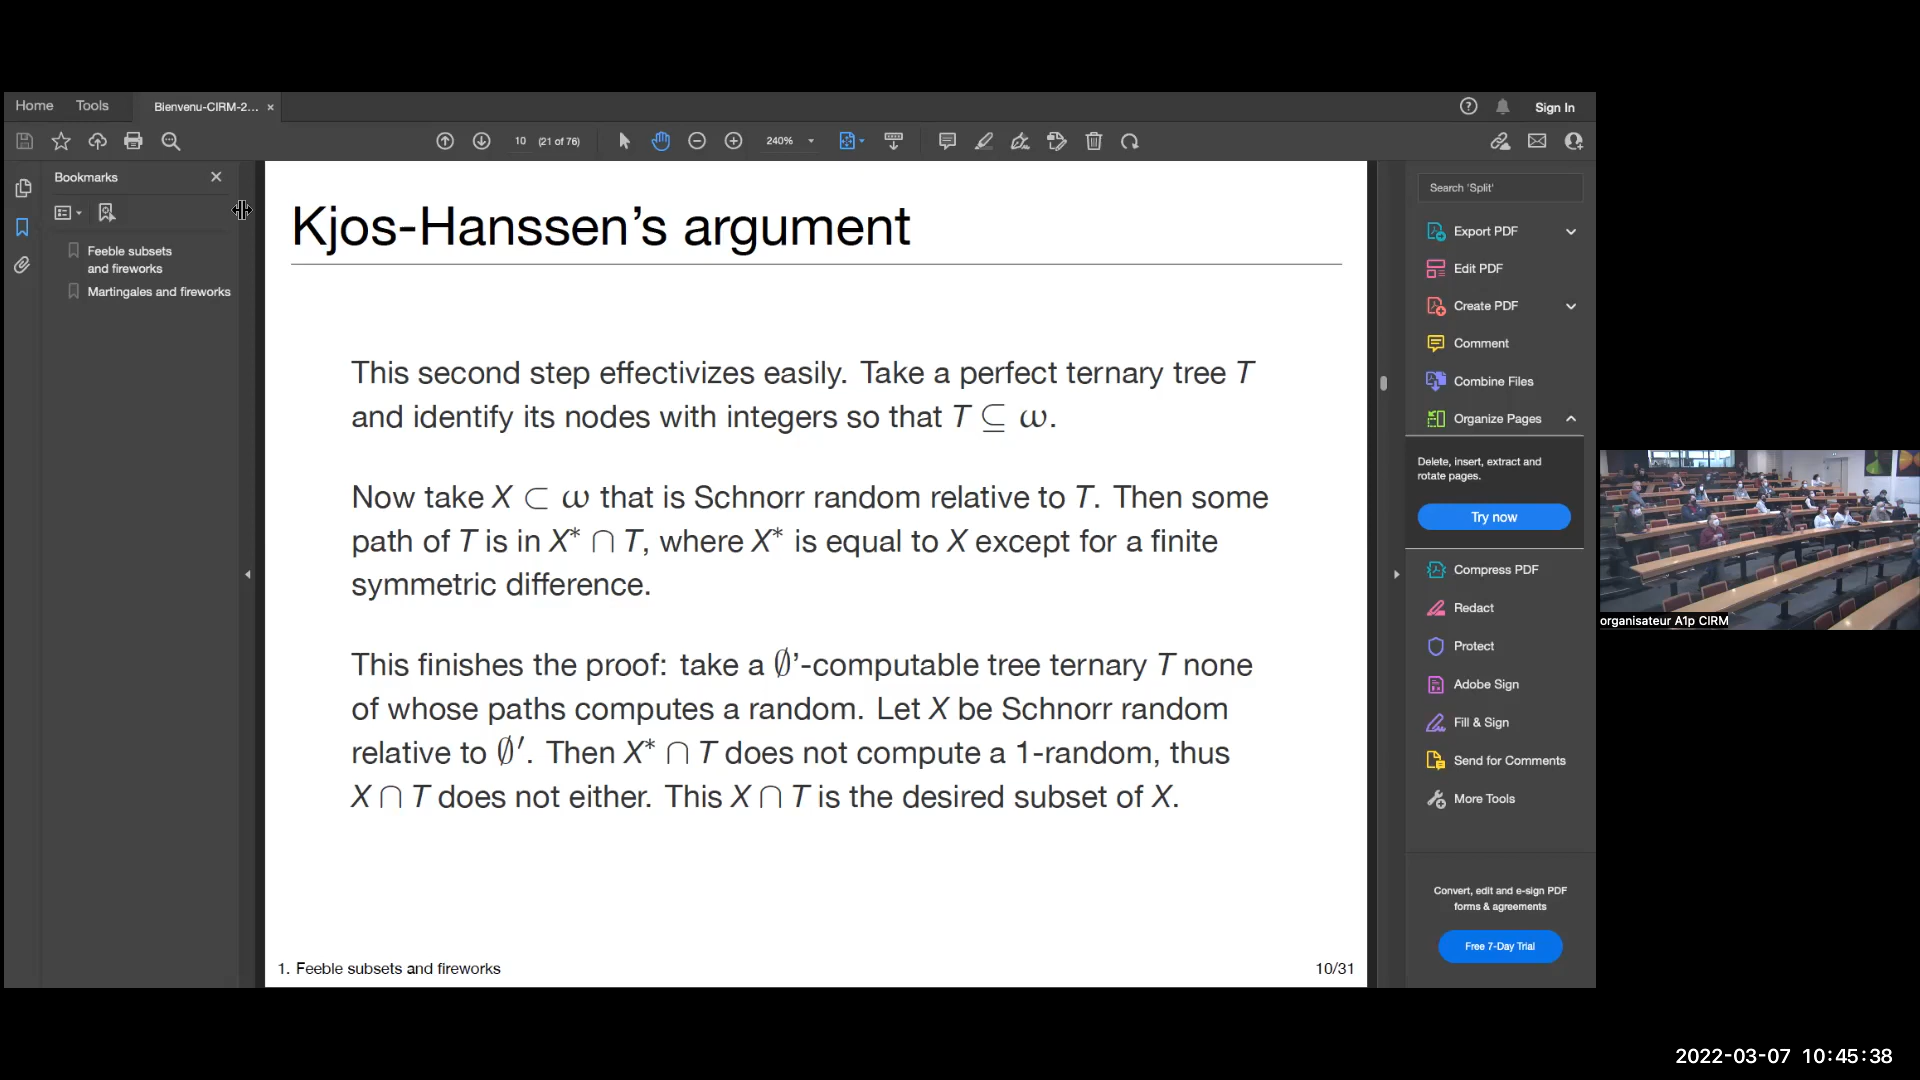 Home Tools Bienvenu-CIRM-2... × Sign In
10 (21 of 76) 240%
Bookmarks
Feeble subsets
and fireworks
Martingales and fireworks
Kjos-Hanssen's argument
This second step effectivizes easily. Take a perfect ternary tree T
and identify its nodes with integers so that T ⊆ ω.
Now take X ⊂ ω that is Schnorr random relative to T. Then some
path of T is in X* ∩ T, where X* is equal to X except for a finite
symmetric difference.
This finishes the proof: take a ∅'-computable tree ternary T none
of whose paths computes a random. Let X be Schnorr random
relative to ∅′. Then X* ∩ T does not compute a 1-random, thus
X ∩ T does not either. This X ∩ T is the desired subset of X.
1. Feeble subsets and fireworks 10/31
Search 'Split'
Export PDF
Edit PDF
Create PDF
Comment
Combine Files
Organize Pages
Delete, insert, extract and
rotate pages.
Try now
Compress PDF
Redact
Protect
Adobe Sign
Fill & Sign
Send for Comments
More Tools
Convert, edit and e-sign PDF
forms & agreements
Free 7-Day Trial
organisateur A1p CIRM
2022-03-07 10:45:38